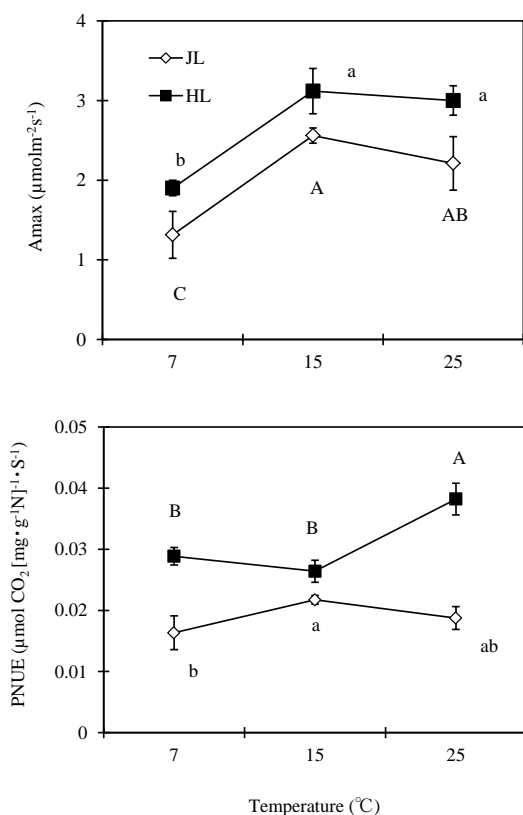 4
JL
a
HL
a
3
b
2
A
AB
1
C
0
7 15 25
Amax (μmolm⁻²s⁻¹)
0.05
A
0.04
B B
0.03
0.02
a
b ab
0.01
0
7 15 25
PNUE (μmol CO₂ [mg·g⁻¹N]⁻¹·S⁻¹)
Temperature (℃)